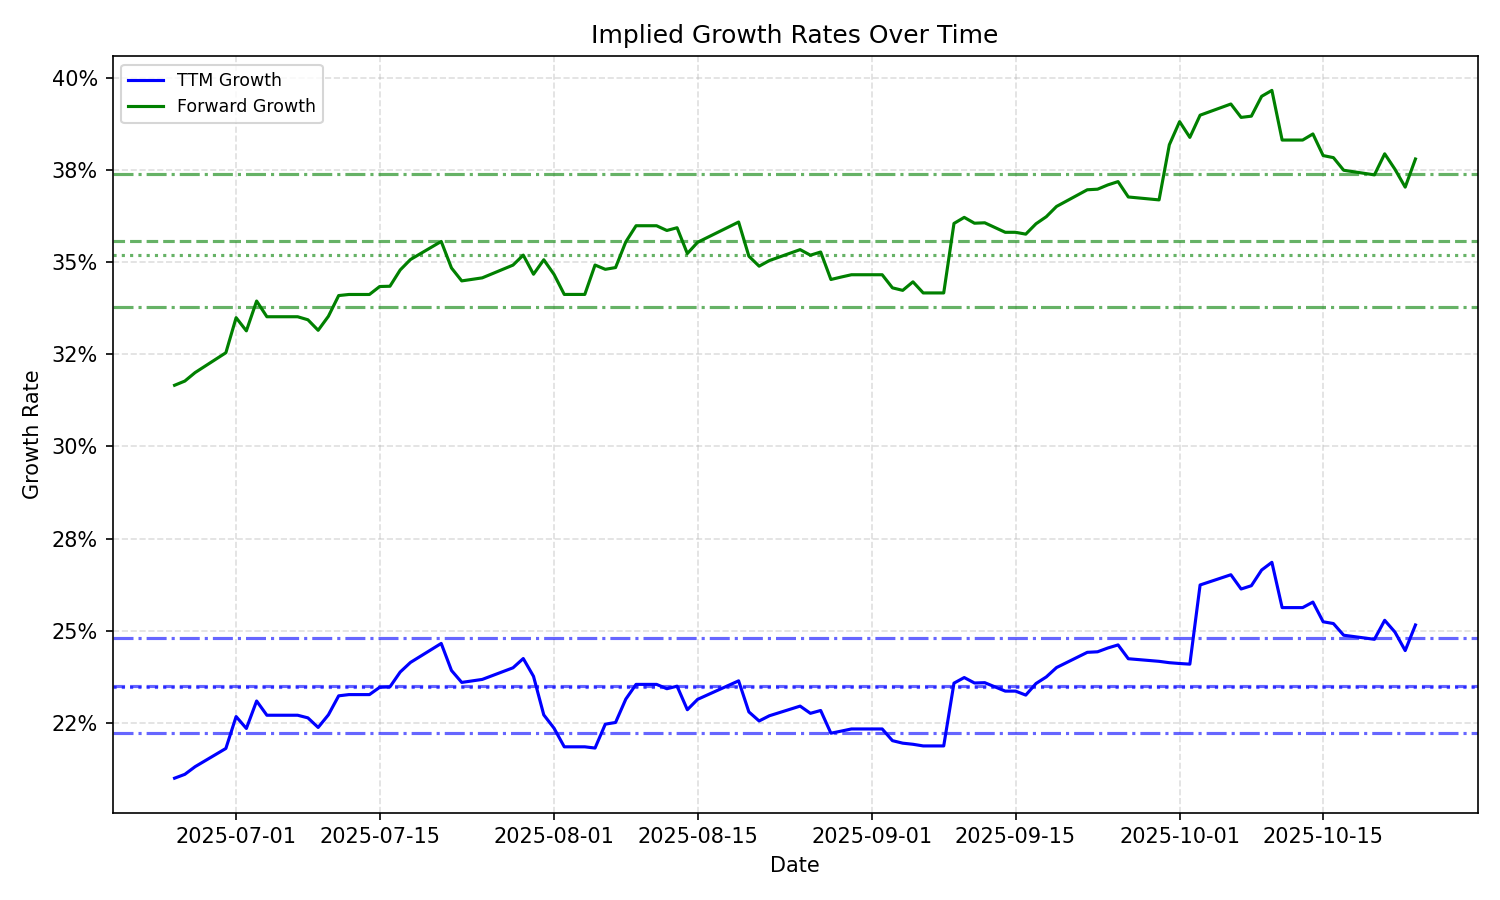 Implied Growth Rates Over Time
TTM Growth
Forward Growth
40%
38%
35%
32%
30%
28%
25%
22%
Growth Rate
2025-07-01 2025-07-15 2025-08-01 2025-08-15 2025-09-01 2025-09-15 2025-10-01 2025-10-15
Date